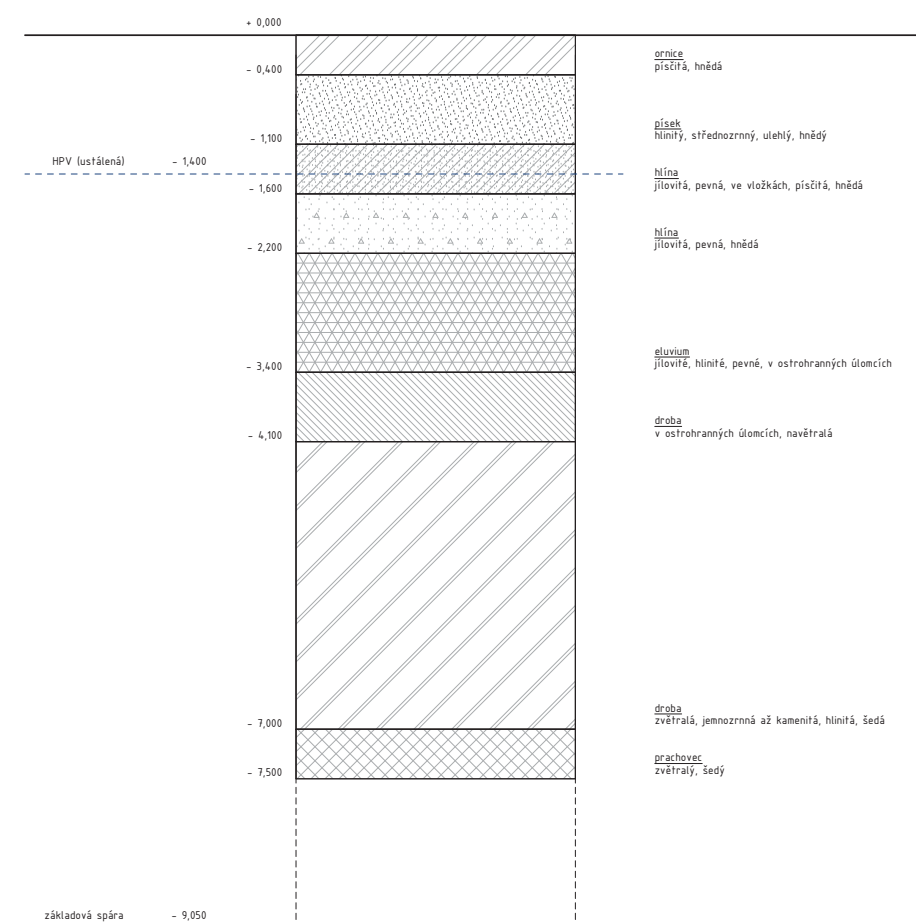 + 0,000
ornice
písčitá, hnědá
- 0,400
písek
hlinitý, střednozrnný, ulehlý, hnědý
- 1,100
HPV (ustálená) - 1,400
hlína
jílovitá, pevná, ve vložkách, písčitá, hnědá
- 1,600
hlína
jílovitá, pevná, hnědá
- 2,200
eluvium
jílovité, hlinité, pevné, v ostrohranných úlomcích
- 3,400
droba
v ostrohranných úlomcích, navětralá
- 4,100
droba
zvětralá, jemnozrnná až kamenitá, hlinitá, šedá
- 7,000
prachovec
zvětralý, šedý
- 7,500
základová spára - 9,050